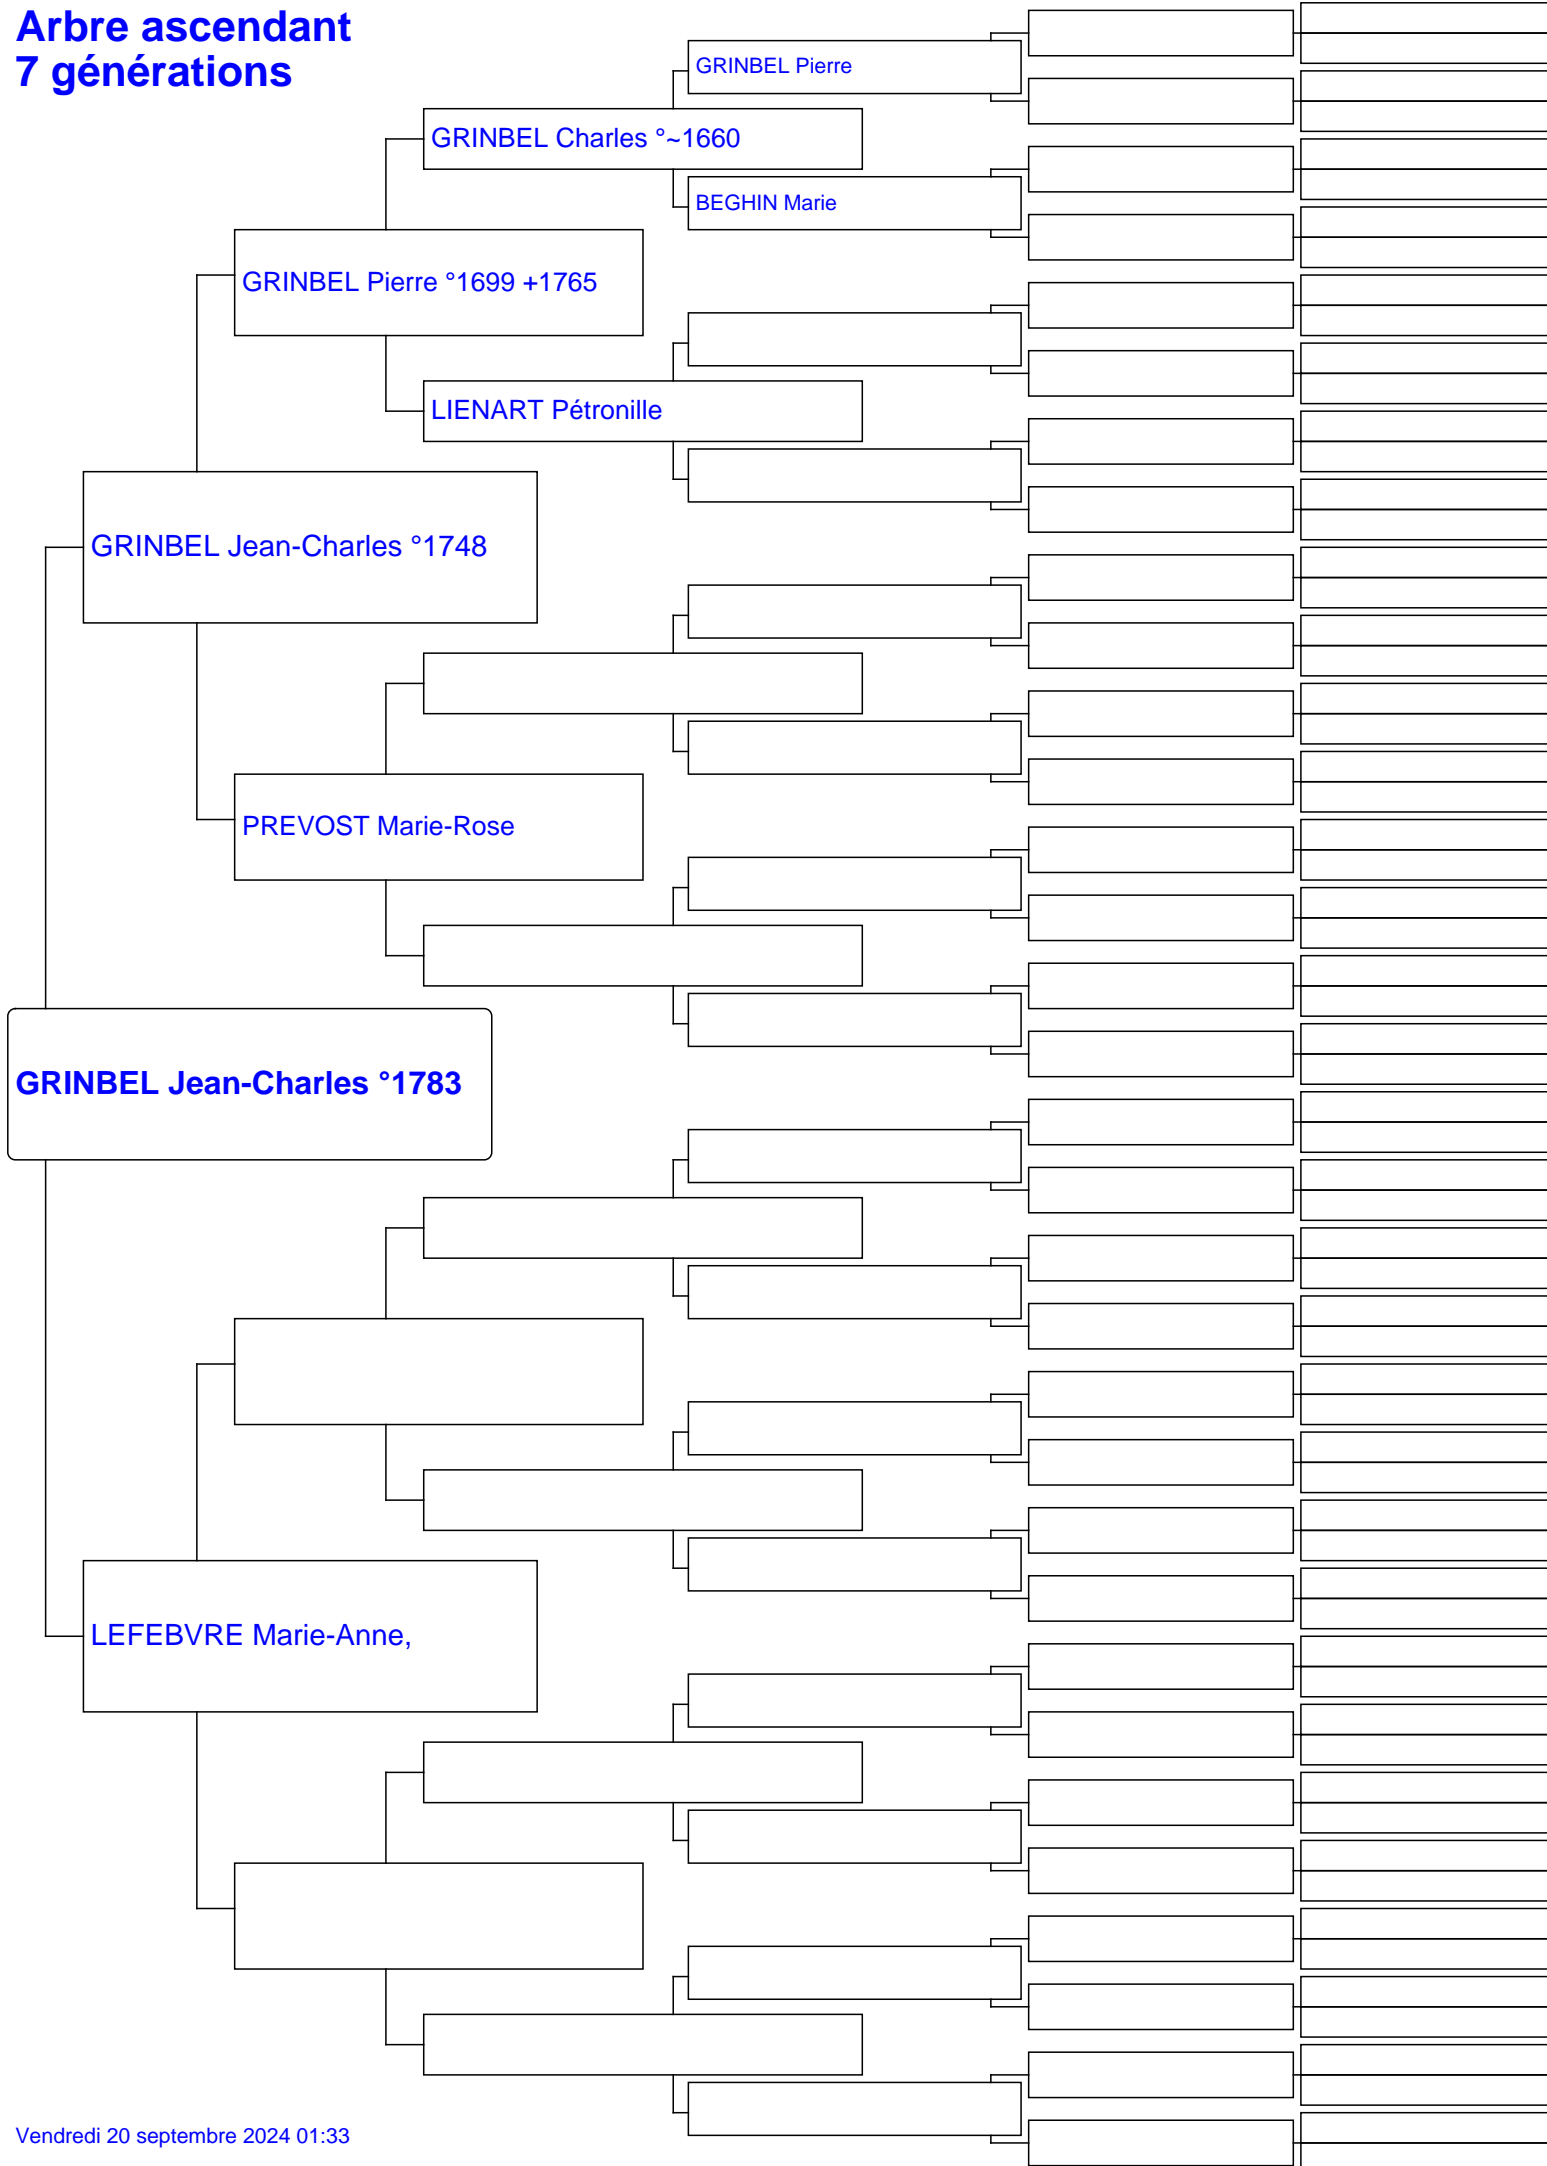 Arbre ascendant
7 générations
GRINBEL Pierre
GRINBEL Charles °~1660
BEGHIN Marie
GRINBEL Pierre °1699 +1765
LIENART Pétronille
GRINBEL Jean-Charles °1748
PREVOST Marie-Rose
GRINBEL Jean-Charles °1783
LEFEBVRE Marie-Anne,
Vendredi 20 septembre 2024 01:33